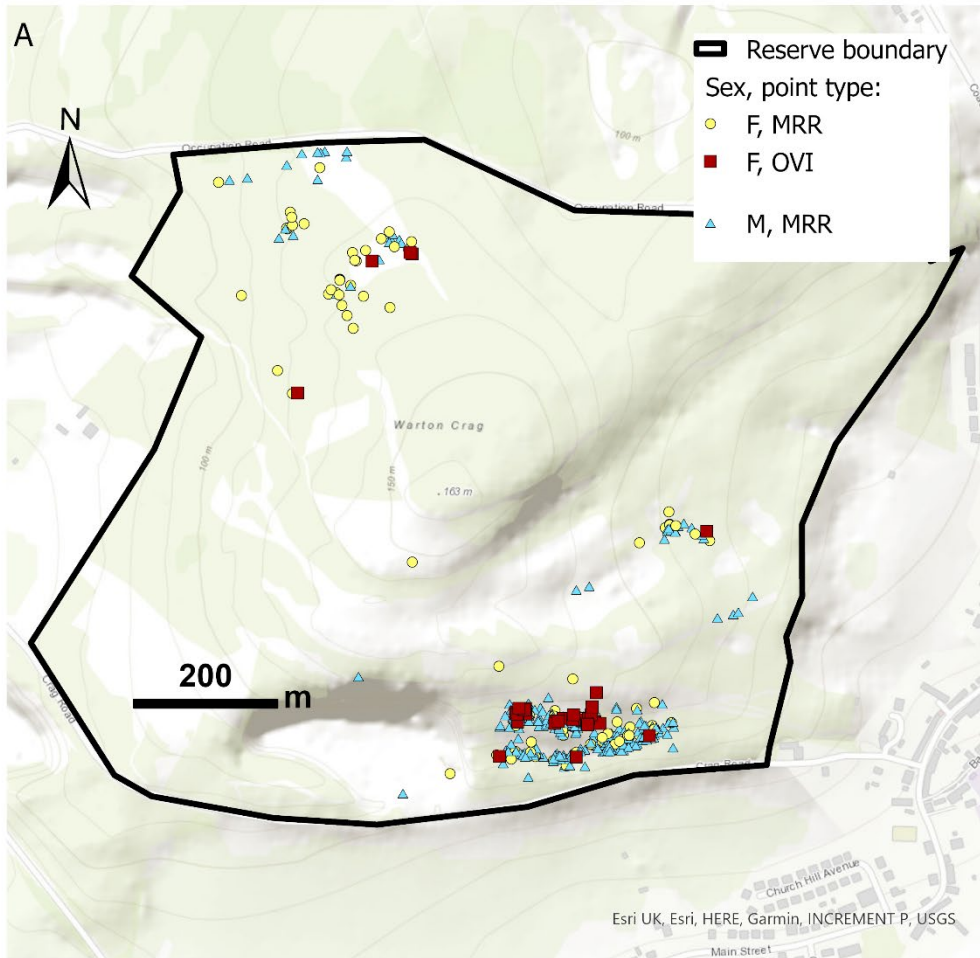 A
Reserve boundary
Sex, point type:
F, MRR
F, OVI
M, MRR
N
100 m
Occupation Road
Occupation Road
Warton Crag
100 m
150 m
163 m
200
m
Crag Road
Crag Road
Church Hill Avenue
Main Street
Esri UK, Esri, HERE, Garmin, INCREMENT P, USGS